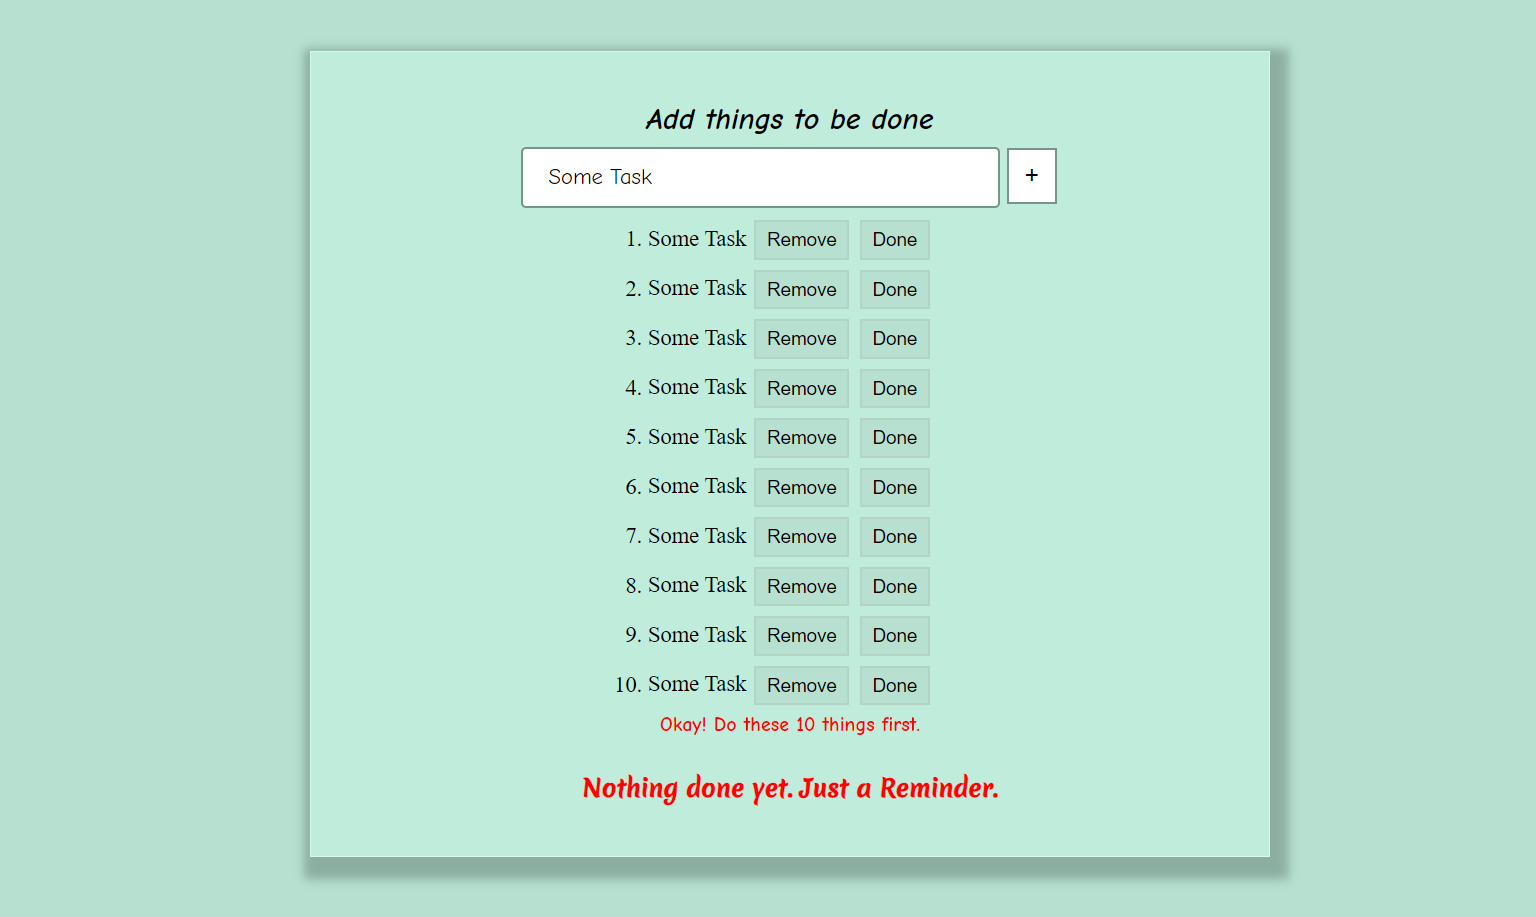 Add things to be done
Some Task +
1. Some Task Remove Done
2. Some Task Remove Done
3. Some Task Remove Done
4. Some Task Remove Done
5. Some Task Remove Done
6. Some Task Remove Done
7. Some Task Remove Done
8. Some Task Remove Done
9. Some Task Remove Done
10. Some Task Remove Done
Okay! Do these 10 things first.
Nothing done yet. Just a Reminder.